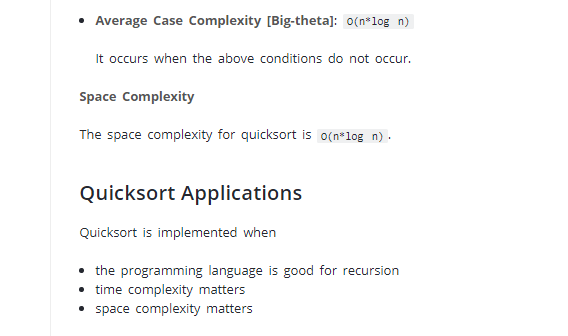 • Average Case Complexity [Big-theta]: O(n*log n)
It occurs when the above conditions do not occur.
Space Complexity
The space complexity for quicksort is O(n*log n).
Quicksort Applications
Quicksort is implemented when
• the programming language is good for recursion
• time complexity matters
• space complexity matters